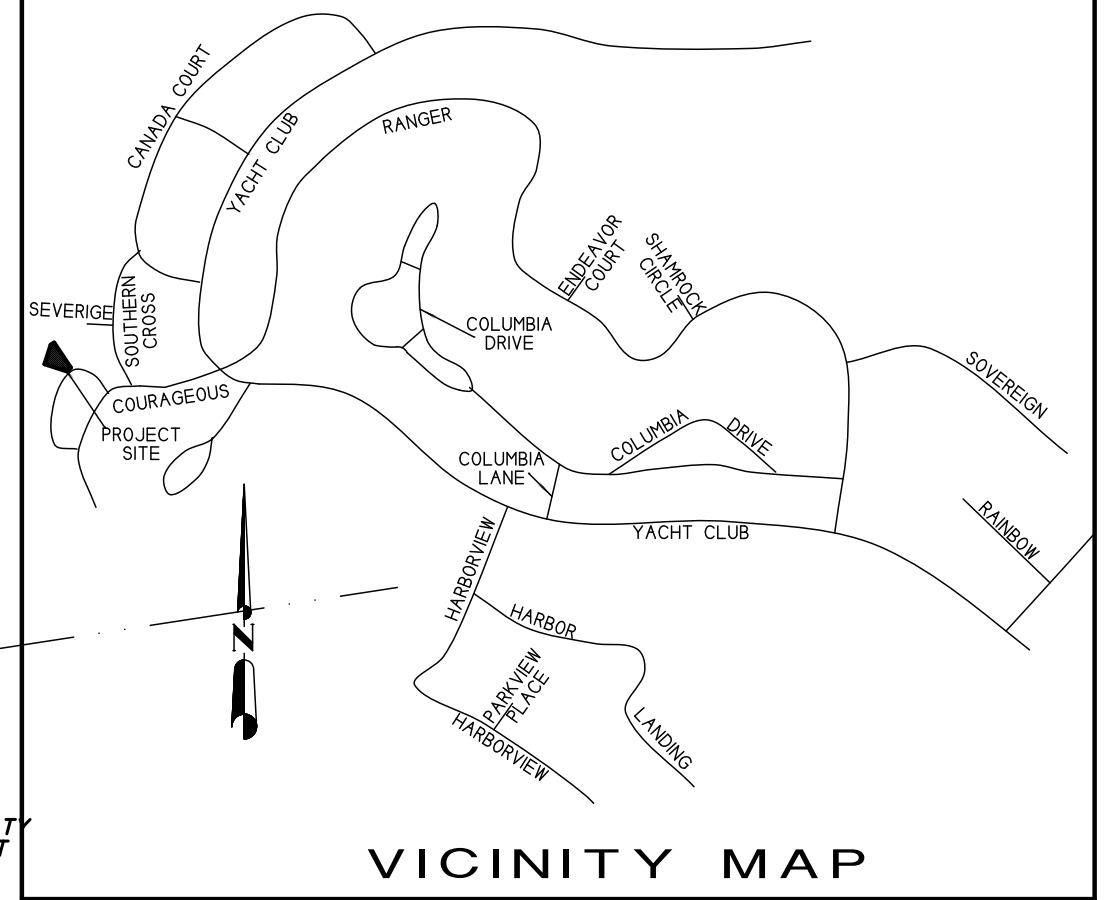 CANADA COURT
YACHT CLUB
RANGER
ENDEAVOR
COURT
SHAMROCK
CIRCLE
SEVERIGE
SOUTHERN
CROSS
COLUMBIA
DRIVE
SOVEREIGN
COURAGEOUS
PROJECT
SITE
COLUMBIA
DRIVE
COLUMBIA
LANE
YACHT CLUB
RAINBOW
HARBORVIEW
HARBOR
N
PARKVIEW
PLACE
LANDING
HARBORVIEW
TY
T
VICINITY MAP